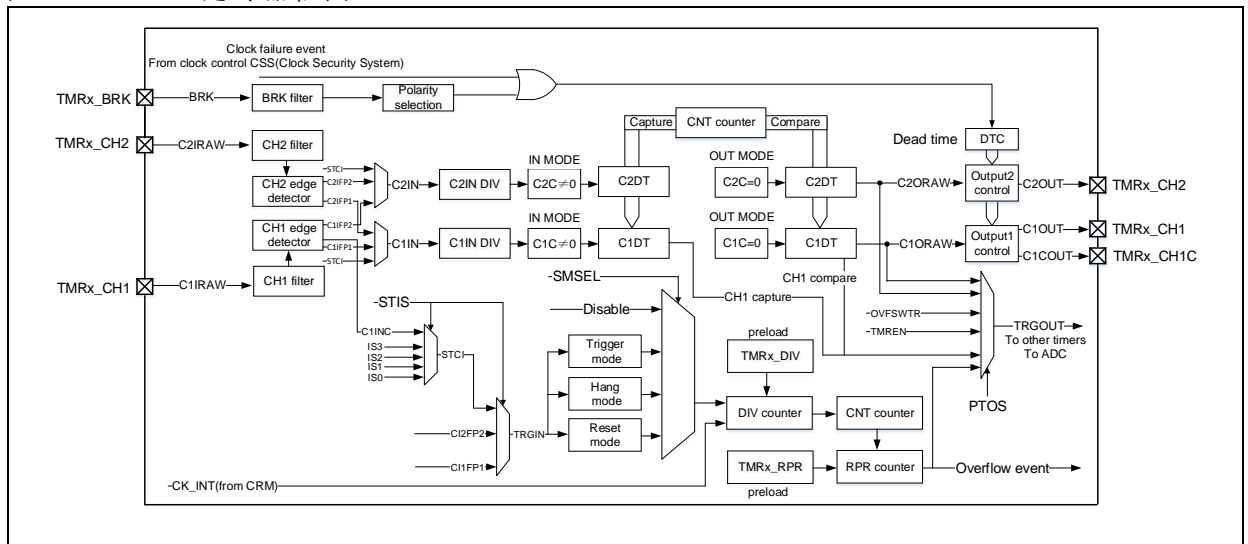 Clock failure event
From clock control CSS(Clock Security System)
TMRx_BRK
BRK
BRK filter
Polarity
selection
TMRx_CH2
C2IRAW
CH2 filter
CH2 edge
detector
STCI
C2IFP2
C2IFP1
C2IN
C2IN DIV
IN MODE
C2C≠0
Capture
CNT counter
Compare
C2DT
OUT MODE
C2C=0
C2DT
Dead time
DTC
C2ORAW
Output2
control
C2OUT
TMRx_CH2
CH1 edge
detector
C1IFP2
C1IFP1
STCI
C1IN
C1IN DIV
IN MODE
C1C≠0
C1DT
OUT MODE
C1C=0
C1DT
C1ORAW
Output1
control
C1OUT
TMRx_CH1
C1COUT
TMRx_CH1C
TMRx_CH1
C1IRAW
CH1 filter
SMSEL
CH1 compare
CH1 capture
STIS
Disable
C1INC
IS3
IS2
IS1
IS0
STCI
Trigger
mode
Hang
mode
Reset
mode
CI2FP2
CI1FP1
TRGIN
preload
TMRx_DIV
DIV counter
CNT counter
TMRx_RPR
preload
RPR counter
Overflow event
OVFSWTR
TMREN
TRGOUT
To other timers
To ADC
PTOS
CK_INT(from CRM)